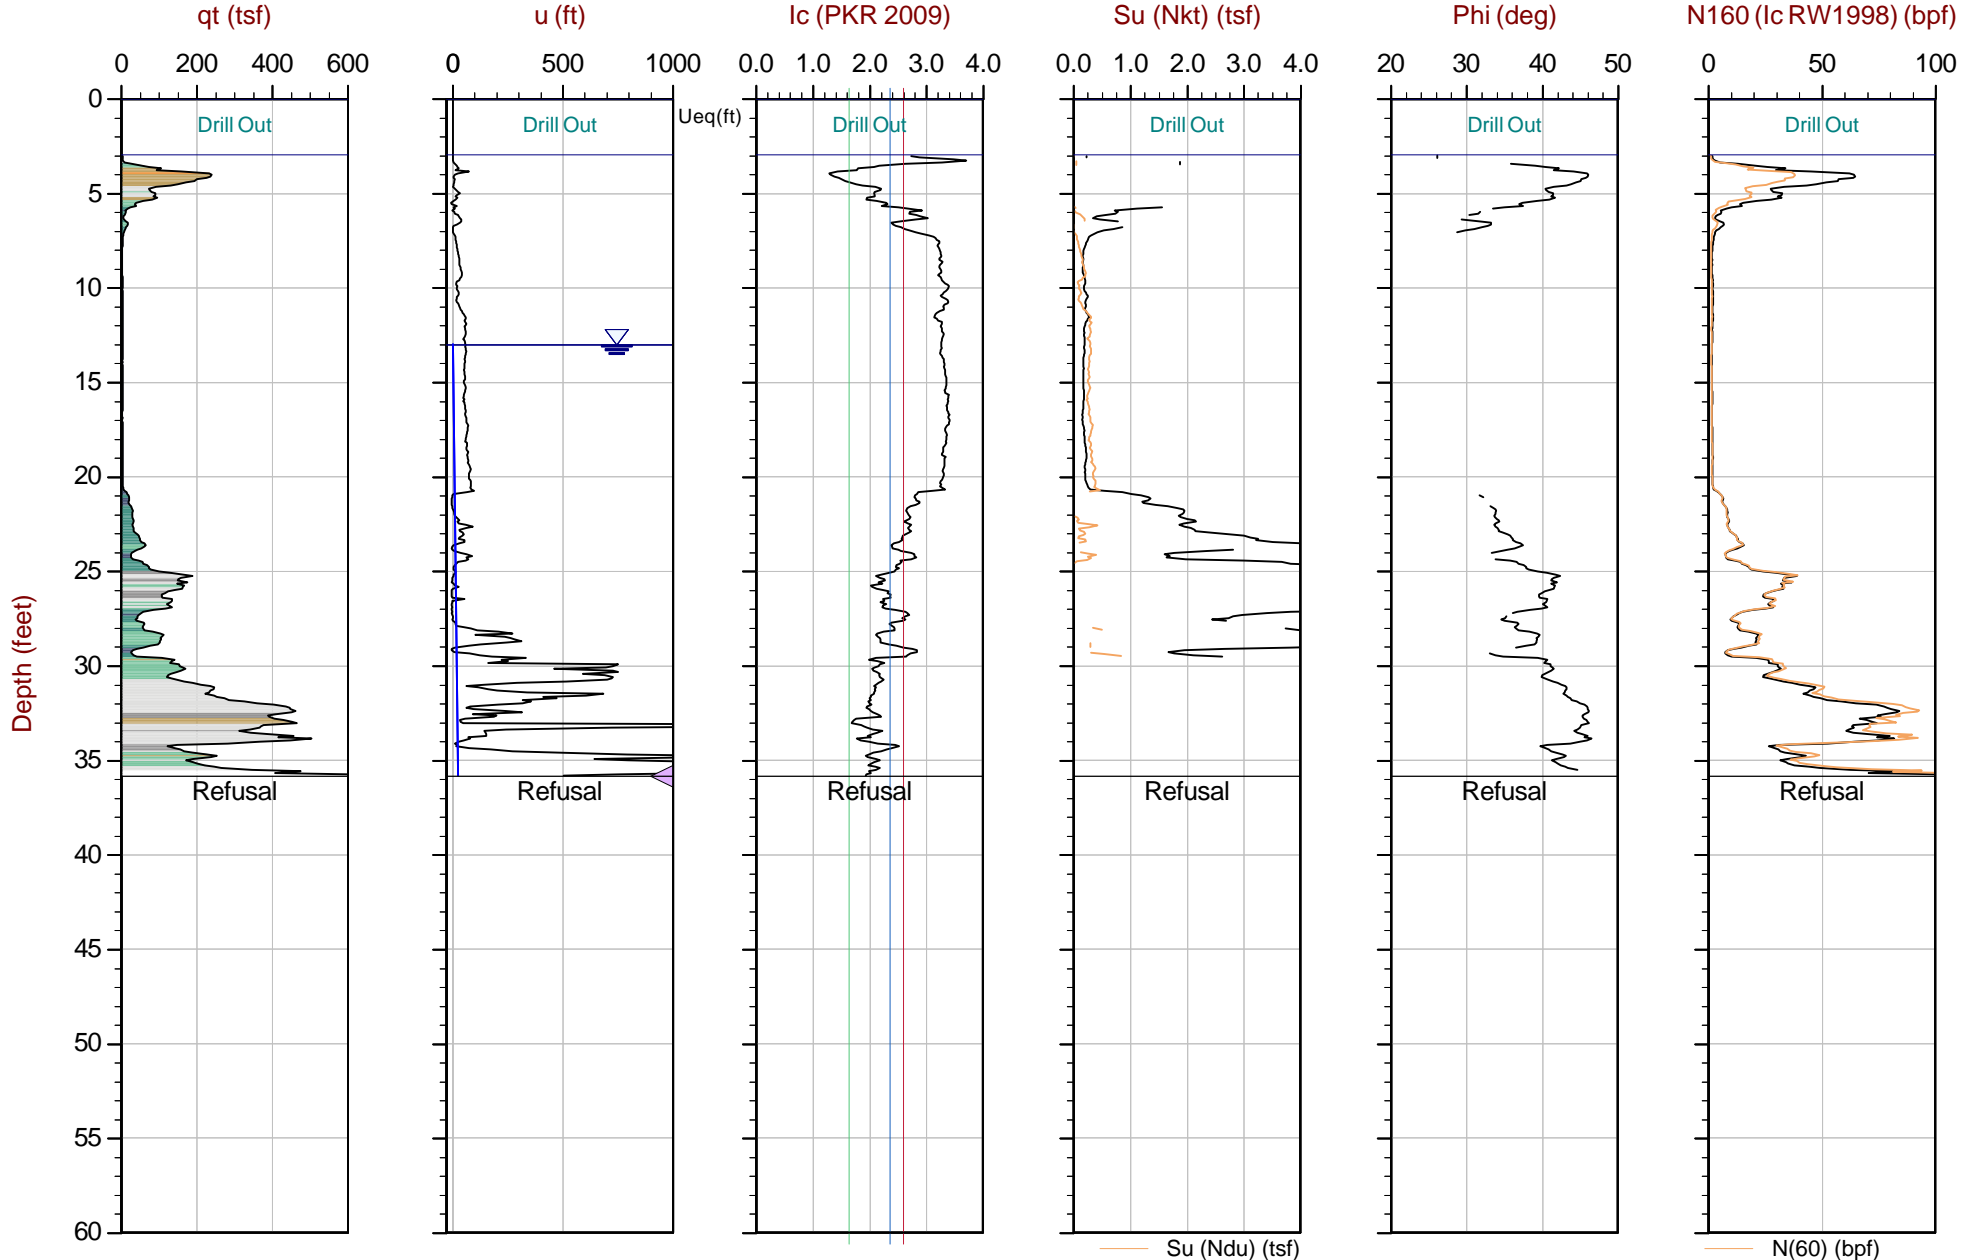 qt (tsf) u (ft) Ic (PKR 2009) Su (Nkt) (tsf) Phi (deg) N160 (Ic RW1998) (bpf)
0 200 400 600 0 500 1000 0.0 1.0 2.0 3.0 4.0 0.0 1.0 2.0 3.0 4.0 20 30 40 50 0 50 100
0
Ueq(ft)
Drill Out Drill Out Drill Out Drill Out Drill Out Drill Out
5
10
15
20
25
30
35
Refusal Refusal Refusal Refusal Refusal Refusal
40
45
50
55
60
Depth (feet)
Su (Ndu) (tsf) N(60) (bpf)